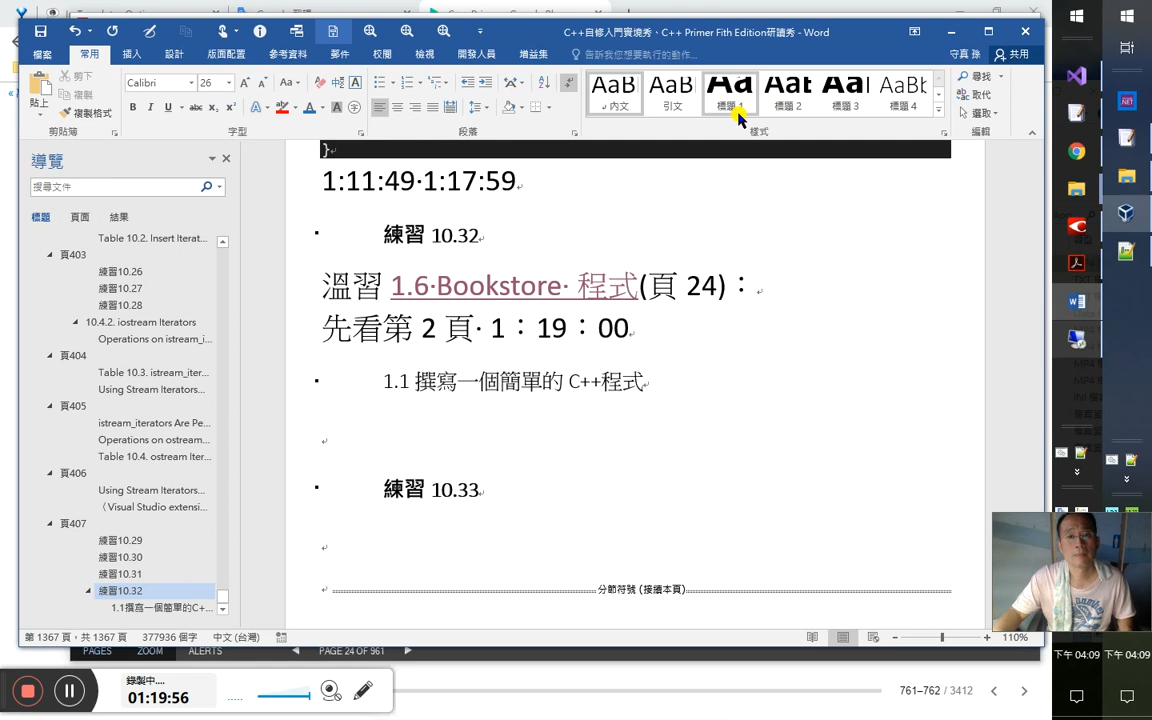 C++自修入門實境秀、C++ Primer Fith Edition研讀秀 - Word
檔案 常用 插入 設計 版面配置 參考資料 郵件 校閱 檢視 開發人員 增益集 告訴我您想要執行的動作... 守真 孫 共用
貼上 剪下 複製 複製格式
Calibri 26
AaB AaB Aa Aat Aal AaBb
內文 引文 標題 1 標題 2 標題 3 標題 4
尋找 取代 選取
剪貼簿 字型 段落 樣式 編輯
導覽
搜尋文件
標題 頁面 結果
Table 10.2. Insert Iterat...
頁403
練習10.26
練習10.27
練習10.28
10.4.2. iostream Iterators
Operations on istream_i...
頁404
Table 10.3. istream_iter...
Using Stream Iterators...
頁405
istream_iterators Are Pe...
Operations on ostream...
Table 10.4. ostream Iter...
頁406
Using Stream Iterators...
（Visual Studio extensi...
頁407
練習10.29
練習10.30
練習10.31
練習10.32
1.1撰寫一個簡單的C+...
}
1:11:49·1:17:59
練習 10.32
溫習 1.6·Bookstore· 程式(頁 24)：
先看第 2 頁· 1：19：00
1.1 撰寫一個簡單的 C++程式
練習 10.33
分節符號 (接續本頁)
第 1367 頁，共 1367 頁 377936 個字 中文 (台灣) 110%
PAGES ZOOM ALERTS PAGE 24 OF 961
錄製中....
01:19:56
761–762 / 3412
下午 04:09 下午 04:09